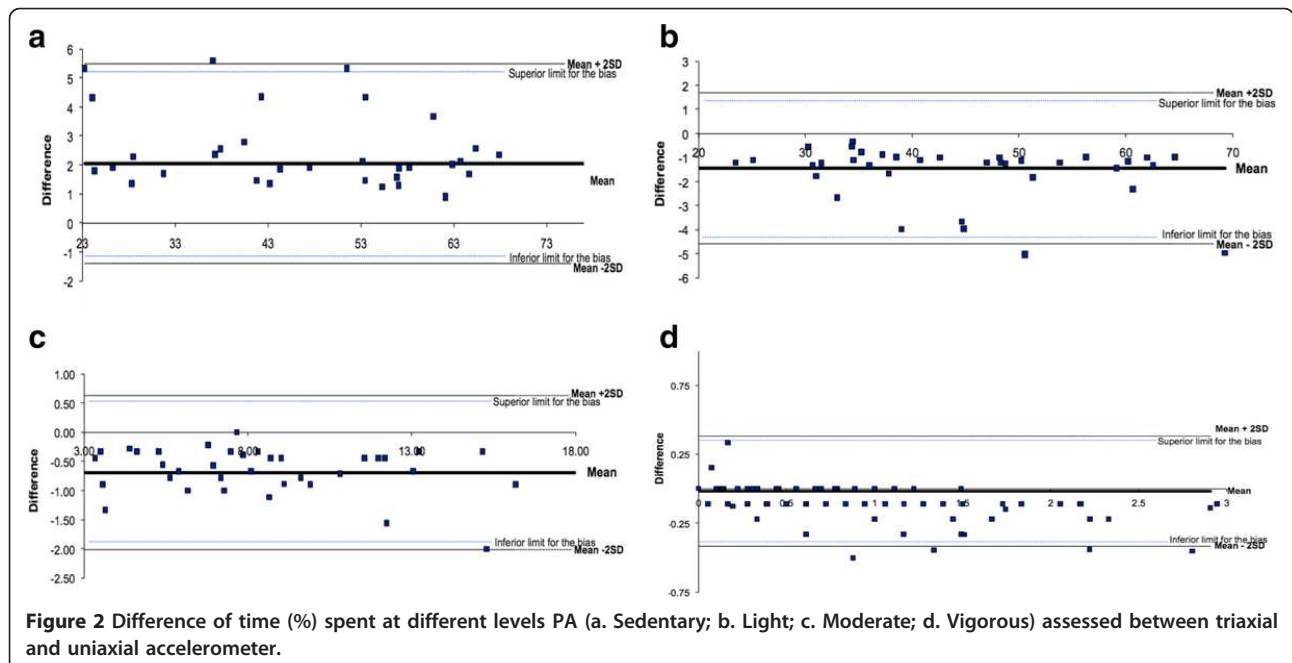 a
6
5
4
3
2
1
0
-1
-2
Difference
23 33 43 53 63 73
Mean + 2SD
Superior limit for the bias
Mean
Inferior limit for the bias
Mean -2SD
b
3
2
1
0
-1
-2
-3
-4
-5
-6
Difference
20 30 40 50 60 70
Mean +2SD
Superior limit for the bias
Mean
Inferior limit for the bias
Mean - 2SD
c
1.00
0.50
0.00
-0.50
-1.00
-1.50
-2.00
-2.50
Difference
3.00 8.00 13.00 18.00
Mean +2SD
Superior limit for the bias
Mean
Inferior limit for the bias
Mean -2SD
d
0.75
0.25
-0.25
-0.75
Difference
0 0.5 1 1.5 2 2.5 3
Mean + 2SD
Superior limit for the bias
Mean
Inferior limit for the bias
Mean - 2SD
Figure 2 Difference of time (%) spent at different levels PA (a. Sedentary; b. Light; c. Moderate; d. Vigorous) assessed between triaxial
and uniaxial accelerometer.